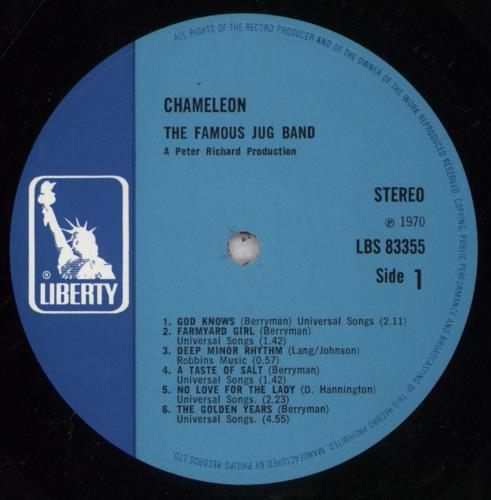 ALL RIGHTS OF THE RECORD PRODUCER AND OF THE OWNER OF THE WORK REPRODUCED RESERVED. COPYING, PUBLIC PERFORMANCE AND BROADCASTING OF THIS RECORD PROHIBITED. MANUFACTURED BY PHILIPS RECORDS LTD.
CHAMELEON
THE FAMOUS JUG BAND
A Peter Richard Production
STEREO
℗ 1970
LBS 83355
Side 1
®
LIBERTY
1. GOD KNOWS (Berryman) Universal Songs (2.11)
2. FARMYARD GIRL (Berryman)
Universal Songs (1.42)
3. DEEP MINOR RHYTHM (Lang/Johnson)
Robbins Music (0.57)
4. A TASTE OF SALT (Berryman)
Universal Songs (1.42)
5. NO LOVE FOR THE LADY (D. Hannington)
Universal Songs. (2.23)
6. THE GOLDEN YEARS (Berryman)
Universal Songs. (4.55)